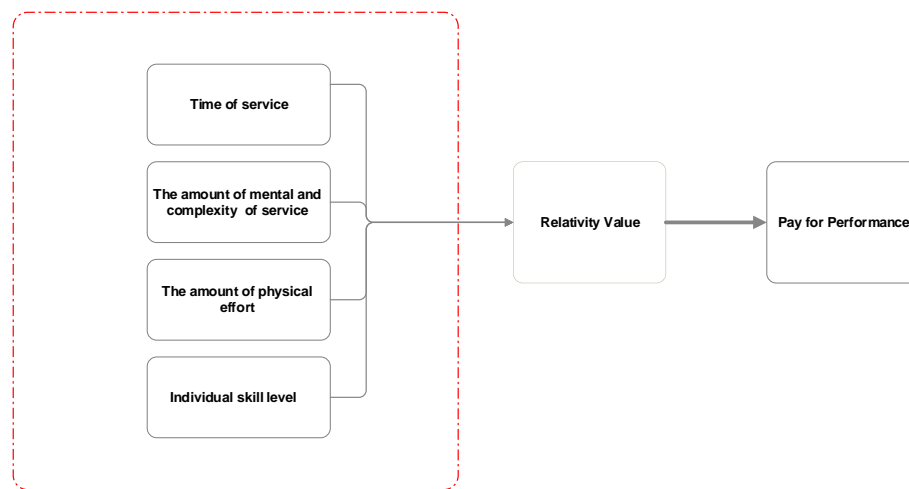 Time of service
The amount of mental and
complexity of service
The amount of physical
effort
Individual skill level
Relativity Value
Pay for Performance